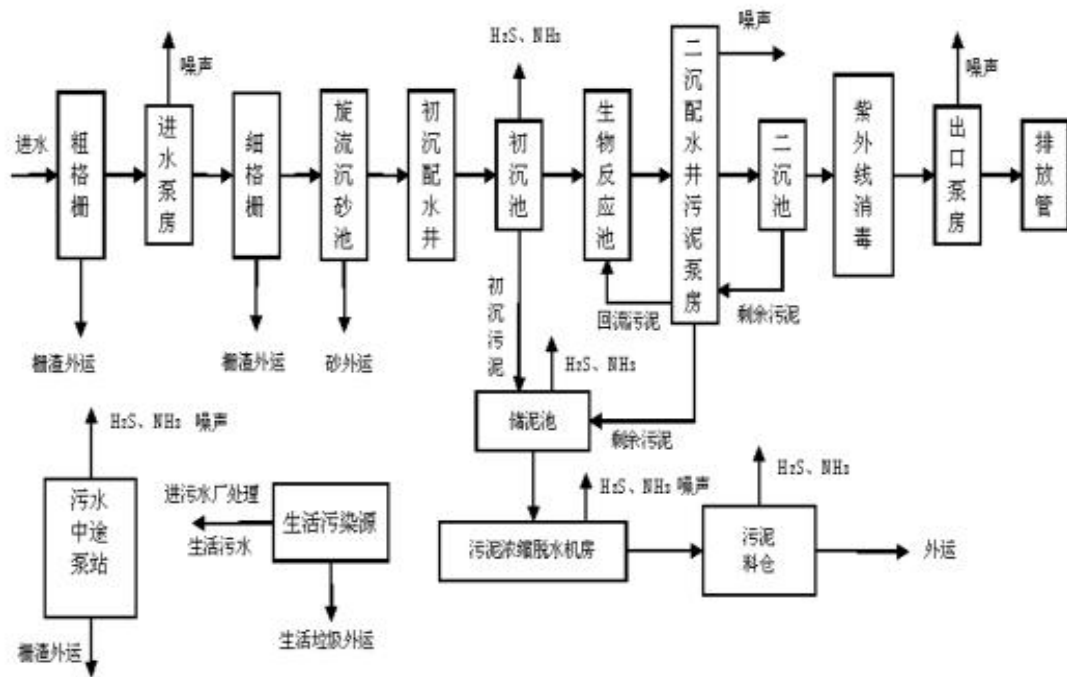 进水
粗格栅
栅渣外运
噪声
进水泵房
细格栅
栅渣外运
旋流沉砂池
砂外运
初沉配水井
H₂S、NH₃
初沉池
初沉污泥
生物反应池
回流污泥
二沉配水井污泥泵房
噪声
二沉池
剩余污泥
紫外线消毒
噪声
出口泵房
排放管
H₂S、NH₃
储泥池
剩余污泥
H₂S、NH₃ 噪声
污泥浓缩脱水机房
H₂S、NH₃
污泥
料仓
外运
H₂S、NH₃ 噪声
污水
中途
泵站
栅渣外运
进污水厂处理
生活污水
生活污染源
生活垃圾外运